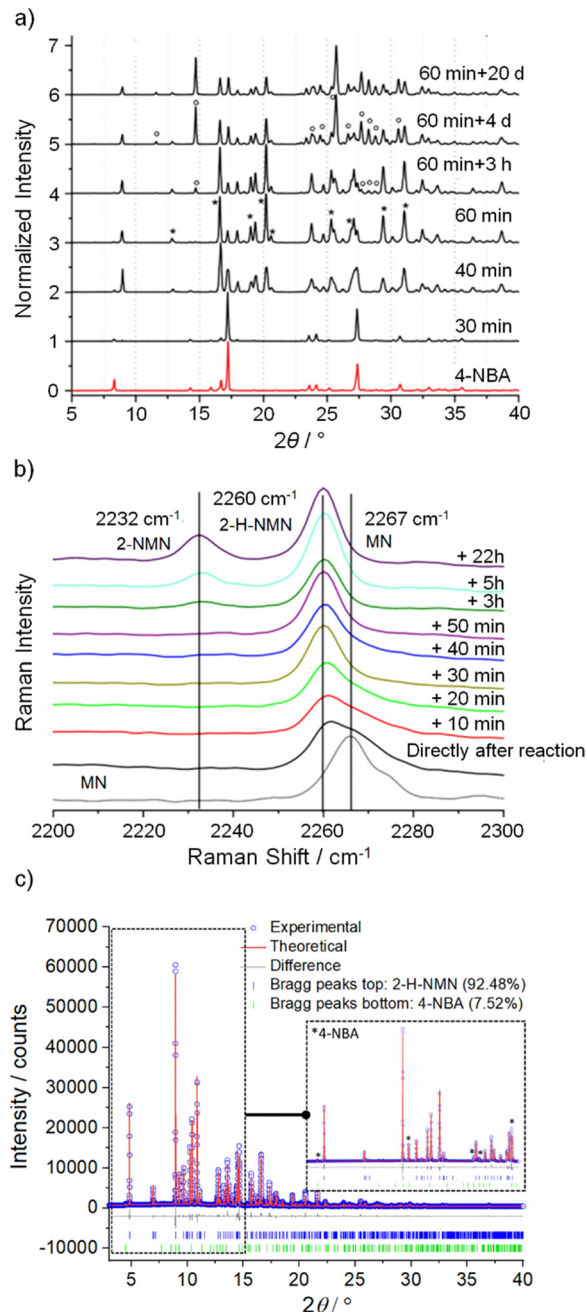 a)
7
6
5
4
3
2
1
0
Normalized Intensity
60 min+20 d
60 min+4 d
60 min+3 h
60 min
40 min
30 min
4-NBA
* * * * * * * * *
5 10 15 20 25 30 35 40
2θ / °
b)
Raman Intensity
2232 cm-1
2-NMN
2260 cm-1
2-H-NMN
2267 cm-1
MN
+ 22h
+ 5h
+ 3h
+ 50 min
+ 40 min
+ 30 min
+ 20 min
+ 10 min
Directly after reaction
MN
2200 2220 2240 2260 2280 2300
Raman Shift / cm-1
c)
70000
60000
50000
40000
30000
20000
10000
0
-10000
Intensity / counts
Experimental
Theoretical
Difference
Bragg peaks top: 2-H-NMN (92.48%)
Bragg peaks bottom: 4-NBA (7.52%)
*4-NBA
* * * * *
5 10 15 20 25 30 35 40
2θ / °